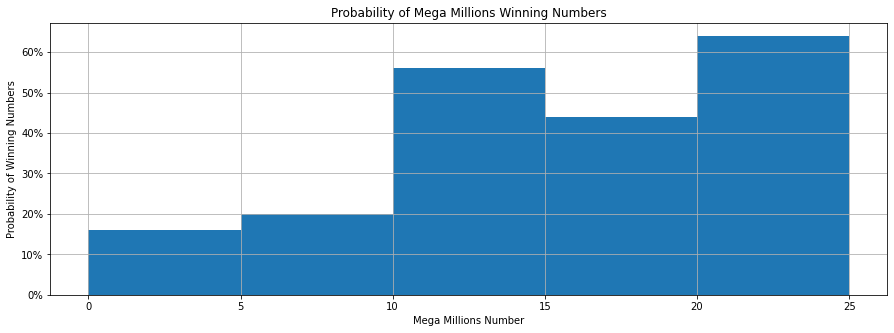 Probability of Mega Millions Winning Numbers
Probability of Winning Numbers
60%
50%
40%
30%
20%
10%
0%
0 5 10 15 20 25
Mega Millions Number